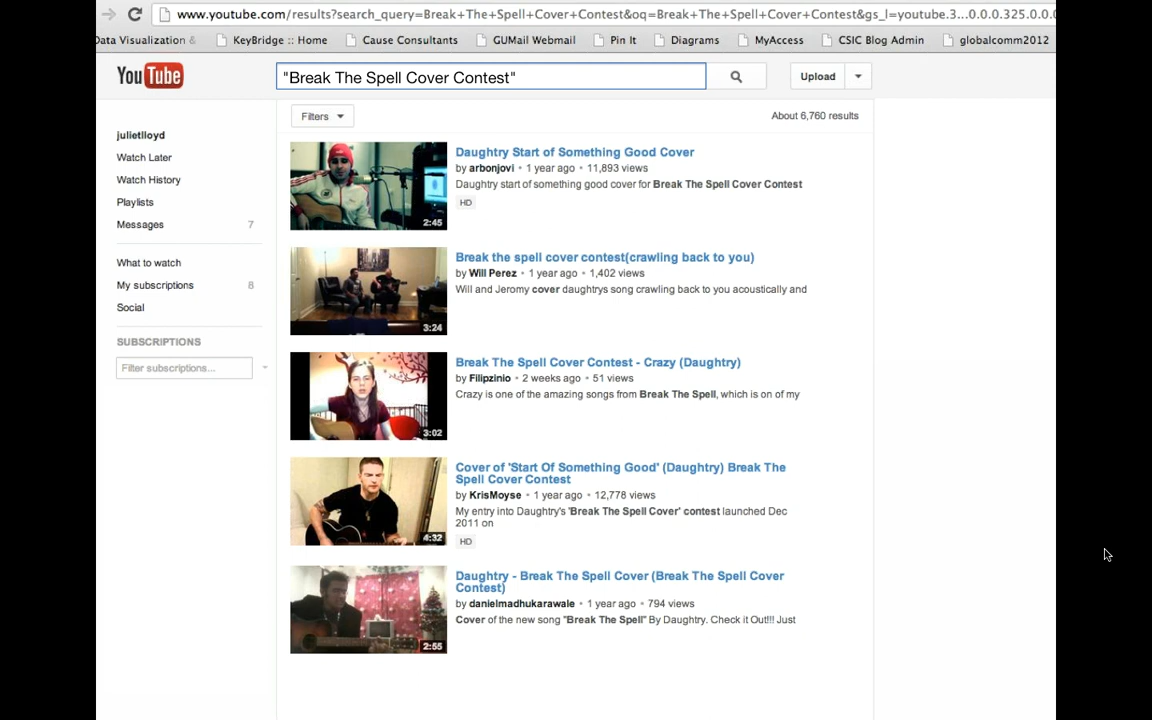 www.youtube.com/results?search_query=Break+The+Spell+Cover+Contest&oq=Break+The+Spell+Cover+Contest&gs_l=youtube.3...0.0.0.325.0.0.0
Data Visualization & KeyBridge :: Home Cause Consultants GUMail Webmail Pin It Diagrams MyAccess CSIC Blog Admin globalcomm2012
YouTube "Break The Spell Cover Contest" Upload
Filters About 6,760 results
julietlloyd
Watch Later
Watch History
Playlists
Messages 7
What to watch
My subscriptions 8
Social
SUBSCRIPTIONS
Filter subscriptions...
2:45
Daughtry Start of Something Good Cover
by arbonjovi • 1 year ago • 11,893 views
Daughtry start of something good cover for Break The Spell Cover Contest
HD
3:24
Break the spell cover contest(crawling back to you)
by Will Perez • 1 year ago • 1,402 views
Will and Jeromy cover daughtrys song crawling back to you acoustically and
3:02
Break The Spell Cover Contest - Crazy (Daughtry)
by Filipzinio • 2 weeks ago • 51 views
Crazy is one of the amazing songs from Break The Spell, which is on of my
4:32
Cover of 'Start Of Something Good' (Daughtry) Break The
Spell Cover Contest
by KrisMoyse • 1 year ago • 12,778 views
My entry into Daughtry's 'Break The Spell Cover' contest launched Dec
2011 on
HD
2:55
Daughtry - Break The Spell Cover (Break The Spell Cover
Contest)
by danielmadhukarawale • 1 year ago • 794 views
Cover of the new song "Break The Spell" By Daughtry. Check it Out!!! Just